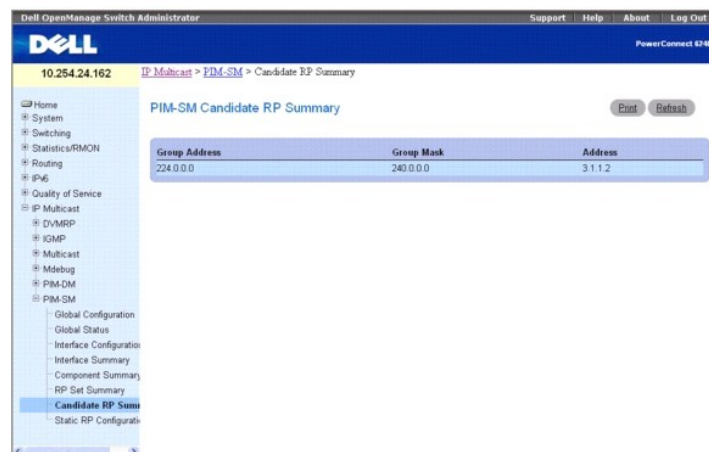 Dell OpenManage Switch Administrator Support Help About Log Out
DELL
PowerConnect 6248
10.254.24.162
IP Multicast > PIM-SM > Candidate RP Summary
Home
System
Switching
Statistics/RMON
Routing
IPv6
Quality of Service
IP Multicast
DVMRP
IGMP
Multicast
Mdebug
PIM-DM
PIM-SM
Global Configuration
Global Status
Interface Configuration
Interface Summary
Component Summary
RP Set Summary
Candidate RP Summ
Static RP Configurati
PIM-SM Candidate RP Summary
Print Refresh
Group Address Group Mask Address
224.0.0.0 240.0.0.0 3.1.1.2